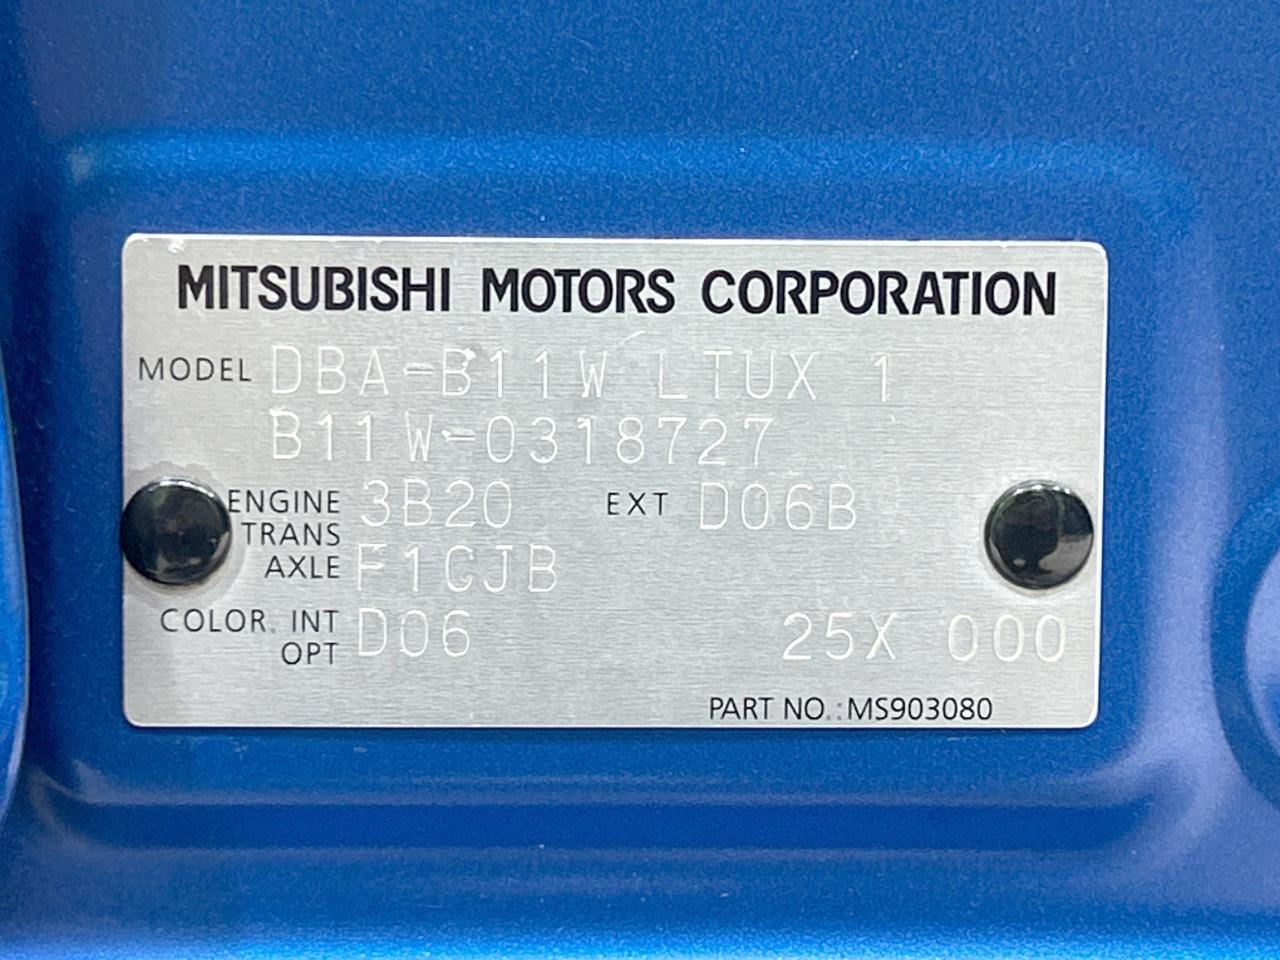 MITSUBISHI MOTORS CORPORATION
MODEL DBA-B11W LTUX 1
B11W-0318727
ENGINE 3B20 EXT D06B
TRANS
AXLE F1CJB
COLOR. INT D06 25X 000
OPT
PART NO.:MS903080